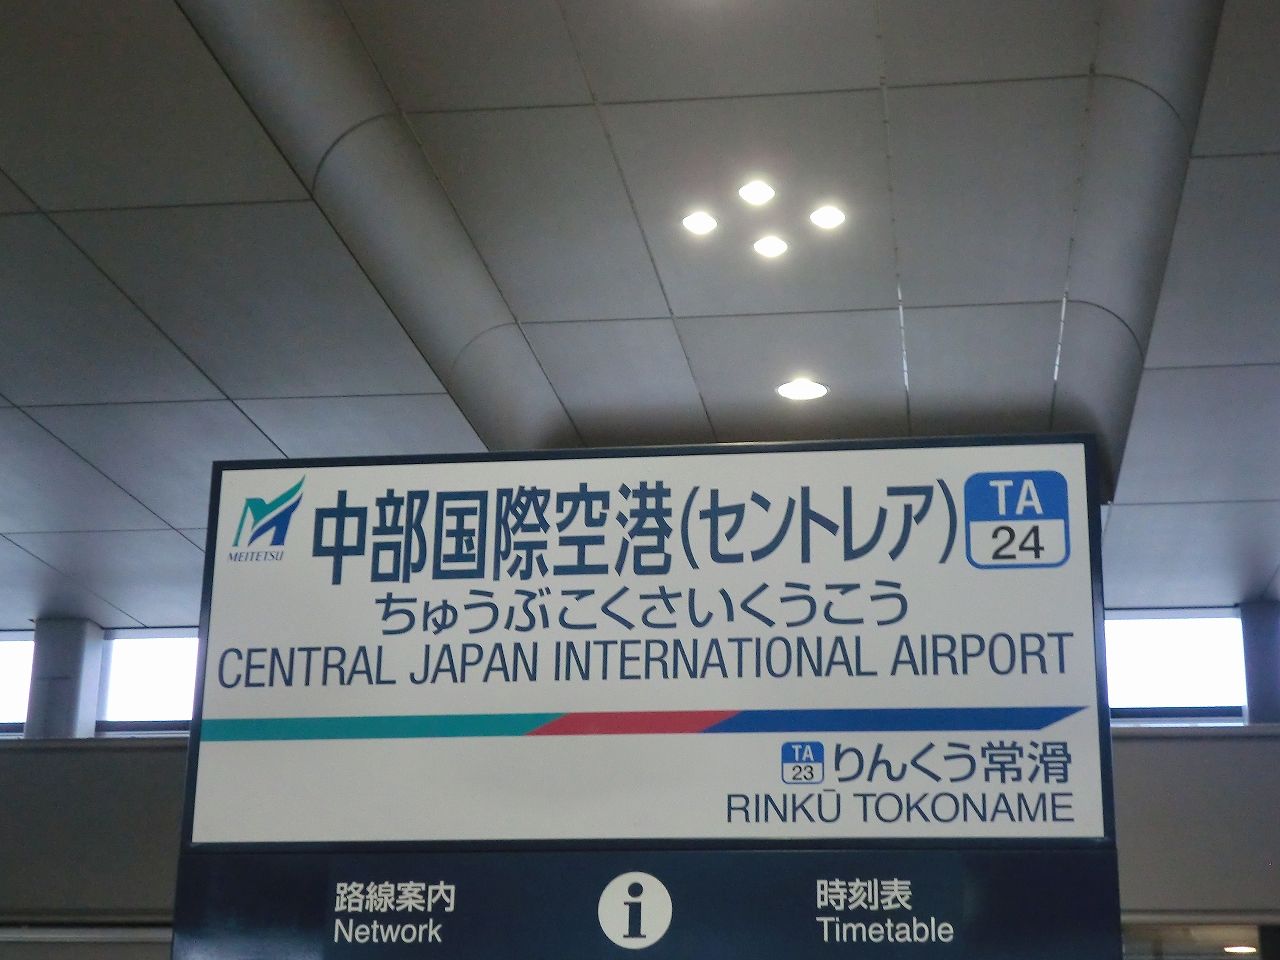 MEITETSU
中部国際空港(セントレア)
TA
24
ちゅうぶこくさいくうこう
CENTRAL JAPAN INTERNATIONAL AIRPORT
TA
23
りんくう常滑
RINKŪ TOKONAME
路線案内
Network
i
時刻表
Timetable